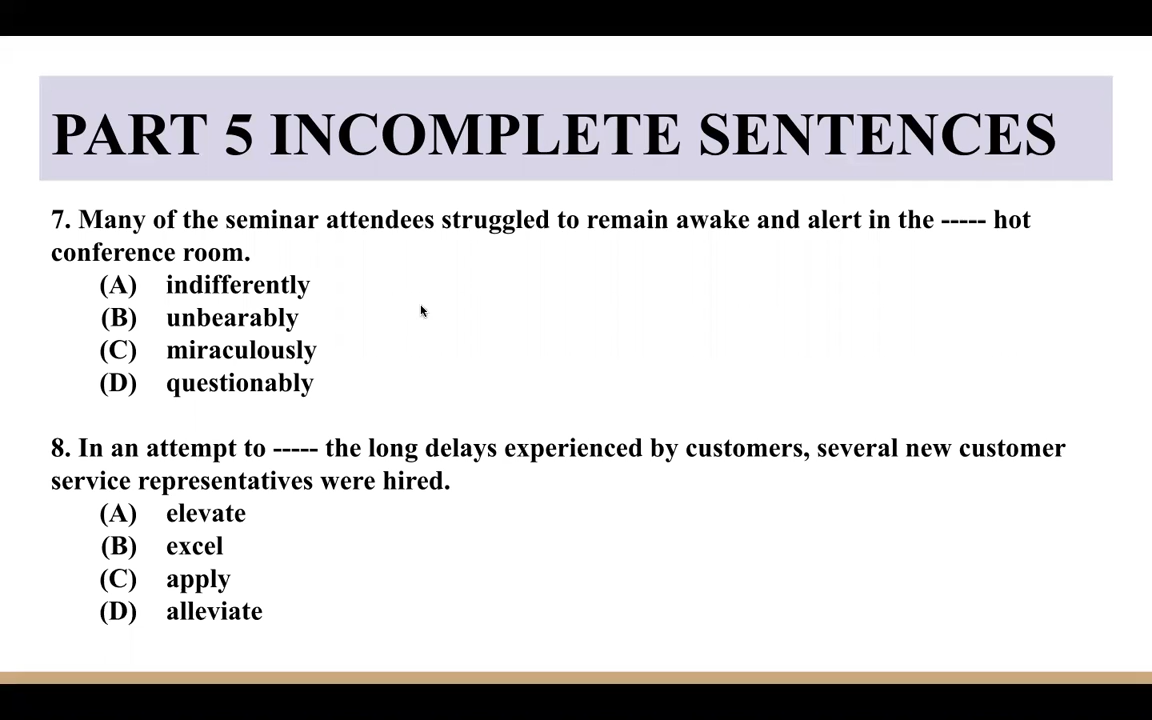 PART 5 INCOMPLETE SENTENCES
7. Many of the seminar attendees struggled to remain awake and alert in the ----- hot
conference room.
(A) indifferently
(B) unbearably
(C) miraculously
(D) questionably
8. In an attempt to ----- the long delays experienced by customers, several new customer
service representatives were hired.
(A) elevate
(B) excel
(C) apply
(D) alleviate